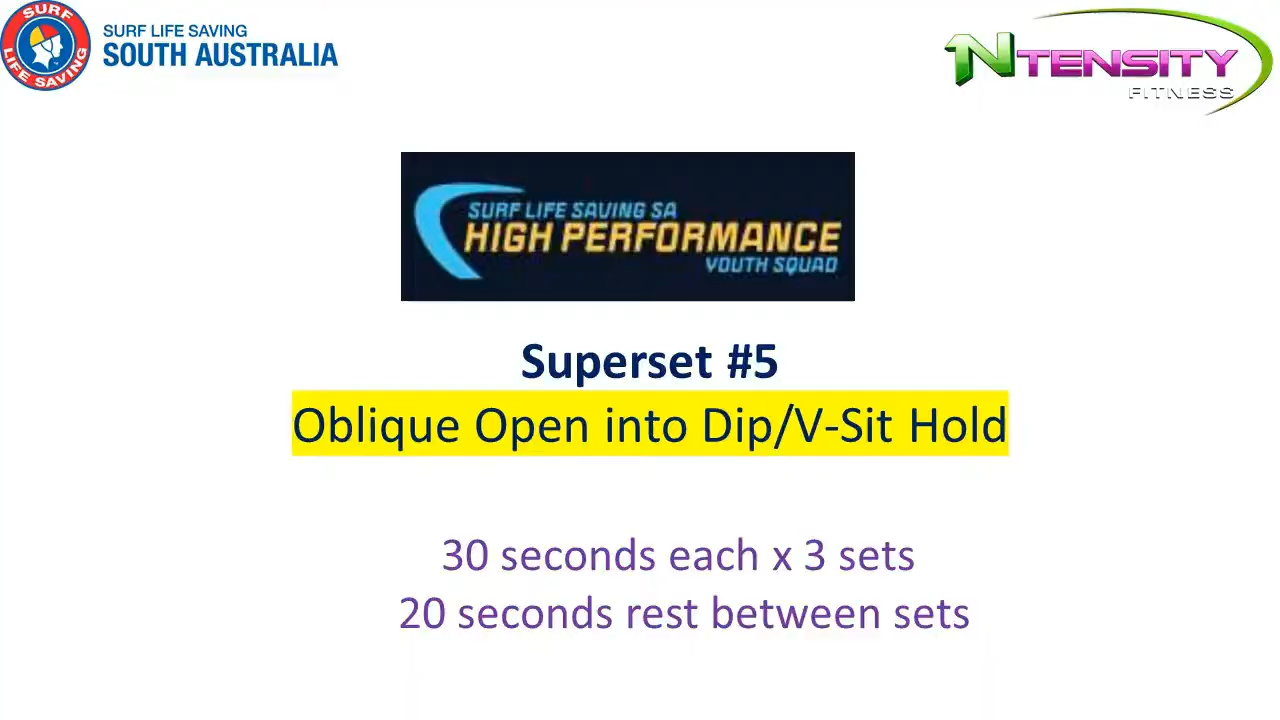 SURF
LIFE SAVING
SURF LIFE SAVING
SOUTH AUSTRALIA
NTENSITY
FITNESS
SURF LIFE SAVING SA
HIGH PERFORMANCE
YOUTH SQUAD
Superset #5
Oblique Open into Dip/V-Sit Hold
30 seconds each x 3 sets
20 seconds rest between sets